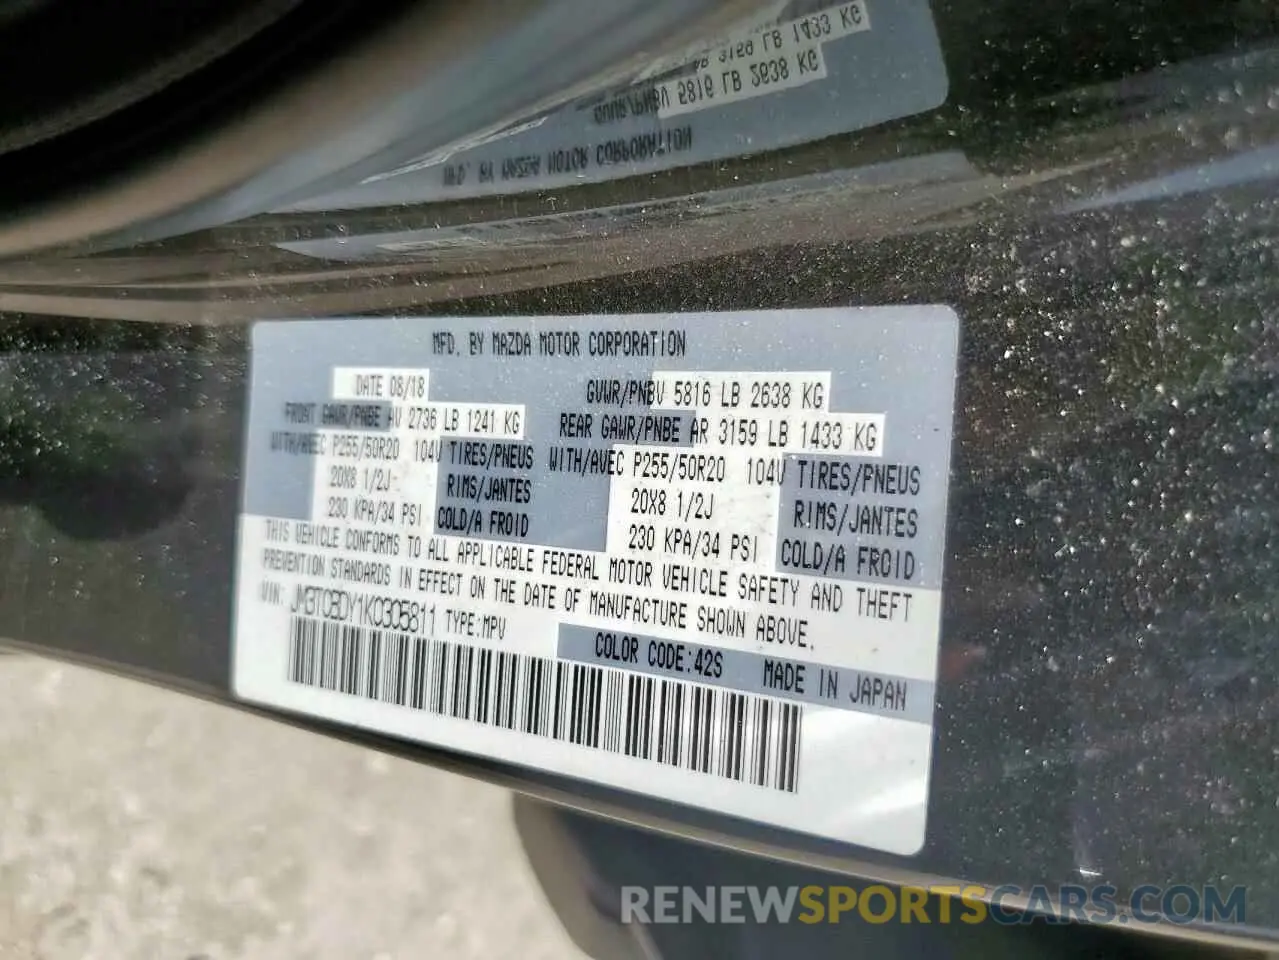 MFD. BY MAZDA MOTOR CORPORATION
DATE 08/18 GVWR/PNBV 5816 LB 2638 KG
FRONT GAWR/PNBE AV 2736 LB 1241 KG REAR GAWR/PNBE AR 3159 LB 1433 KG
WITH/AVEC P255/50R20 104V TIRES/PNEUS WITH/AVEC P255/50R20 104V TIRES/PNEUS
20X8 1/2J RIMS/JANTES 20X8 1/2J RIMS/JANTES
230 KPA/34 PSI COLD/A FROID 230 KPA/34 PSI COLD/A FROID
THIS VEHICLE CONFORMS TO ALL APPLICABLE FEDERAL MOTOR VEHICLE SAFETY AND THEFT
PREVENTION STANDARDS IN EFFECT ON THE DATE OF MANUFACTURE SHOWN ABOVE.
VIN: JM3TCBDY1K0305811 TYPE:MPV
COLOR CODE:42S MADE IN JAPAN
RENEWSPORTSCARS.COM